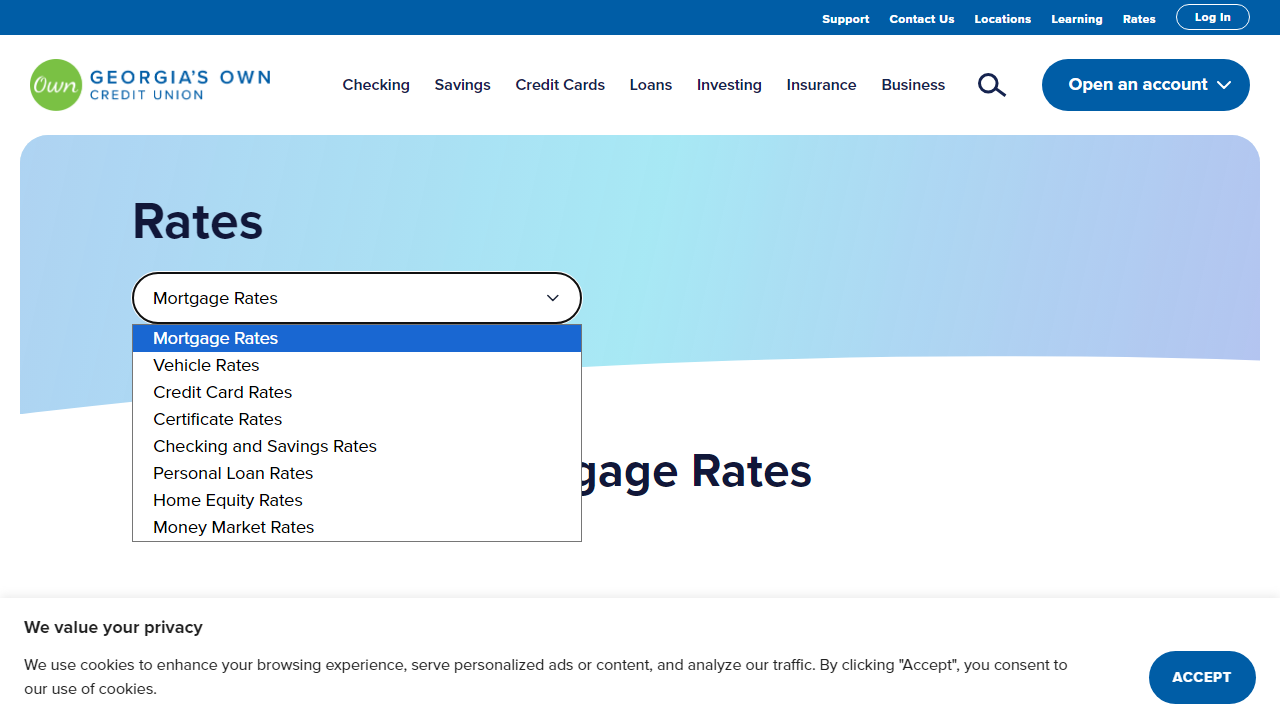 Support Contact Us Locations Learning Rates Log In
Own GEORGIA'S OWN
CREDIT UNION
Checking Savings Credit Cards Loans Investing Insurance Business Open an account
Rates
Mortgage Rates
Mortgage Rates
Vehicle Rates
Credit Card Rates
Certificate Rates
Checking and Savings Rates
Personal Loan Rates
Home Equity Rates
Money Market Rates
gage Rates
We value your privacy
We use cookies to enhance your browsing experience, serve personalized ads or content, and analyze our traffic. By clicking "Accept", you consent to
our use of cookies.
ACCEPT